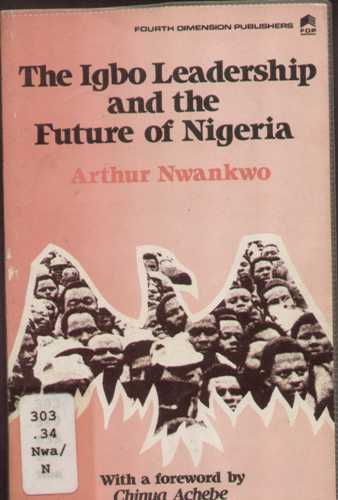 FOURTH DIMENSION PUBLISHERS
FDP
The Igbo Leadership
and the
Future of Nigeria
Arthur Nwankwo
303
.34
Nwa/
N
With a foreword by
Chinua Achebe